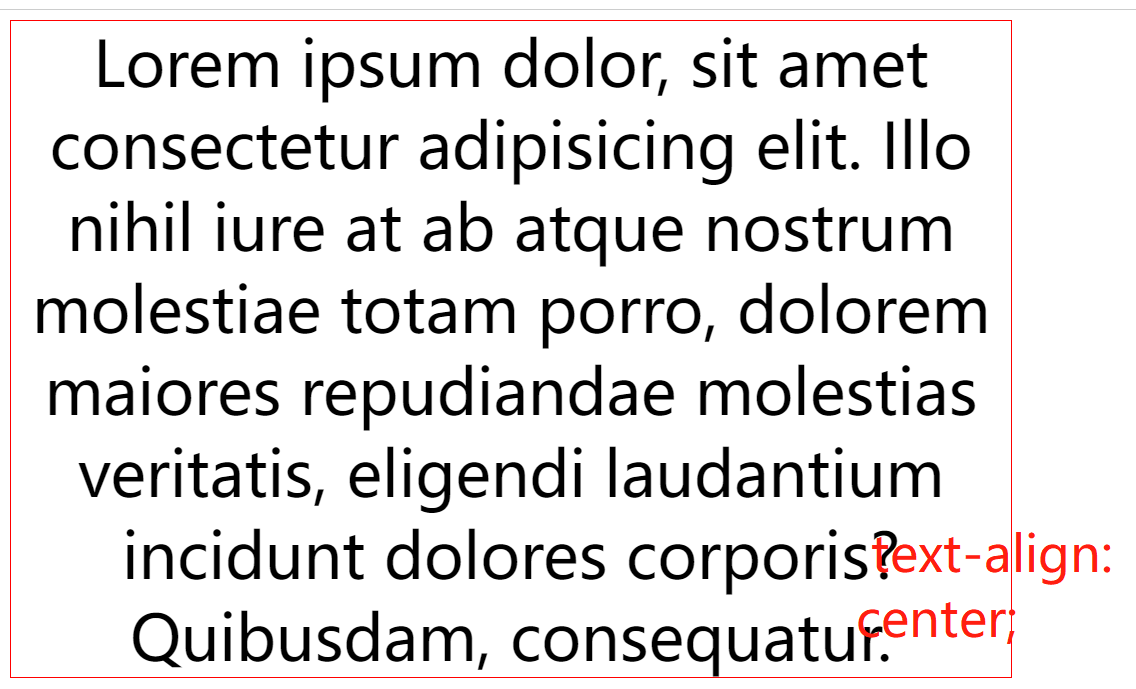 Lorem ipsum dolor, sit amet
consectetur adipisicing elit. Illo
nihil iure at ab atque nostrum
molestiae totam porro, dolorem
maiores repudiandae molestias
veritatis, eligendi laudantium
incidunt dolores corporis?
Quibusdam, consequatur.
text-align:
center;